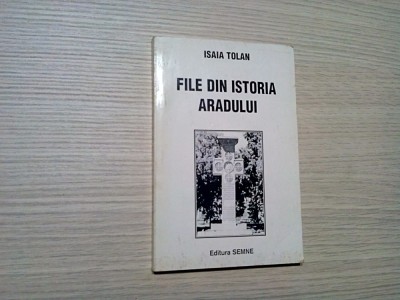 ISAIA TOLAN
FILE DIN ISTORIA
ARADULUI
Editura SEMNE